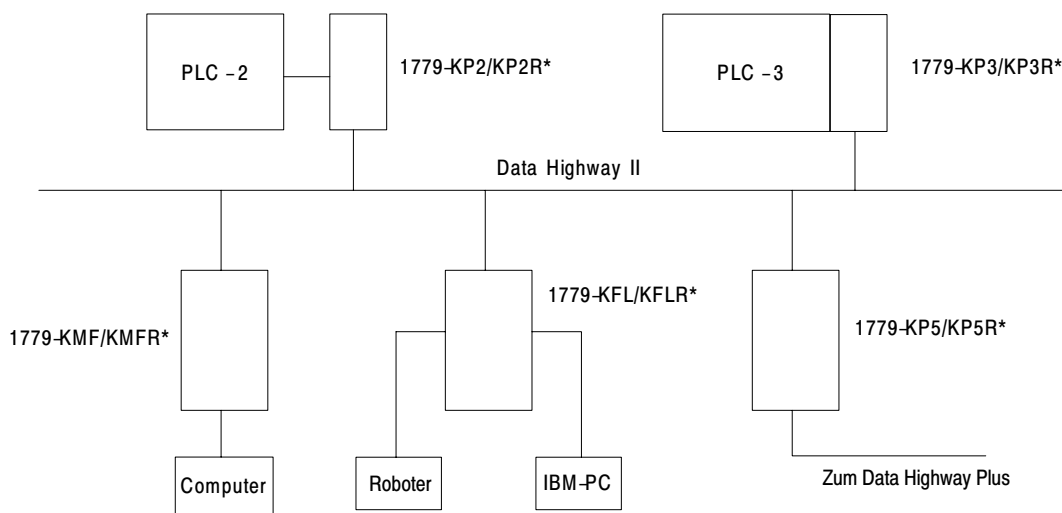 PLC - 2
1779-KP2/KP2R*
PLC - 3
1779-KP3/KP3R*
Data Highway II
1779-KMF/KMFR*
1779-KFL/KFLR*
1779-KP5/KP5R*
Computer
Roboter
IBM-PC
Zum Data Highway Plus